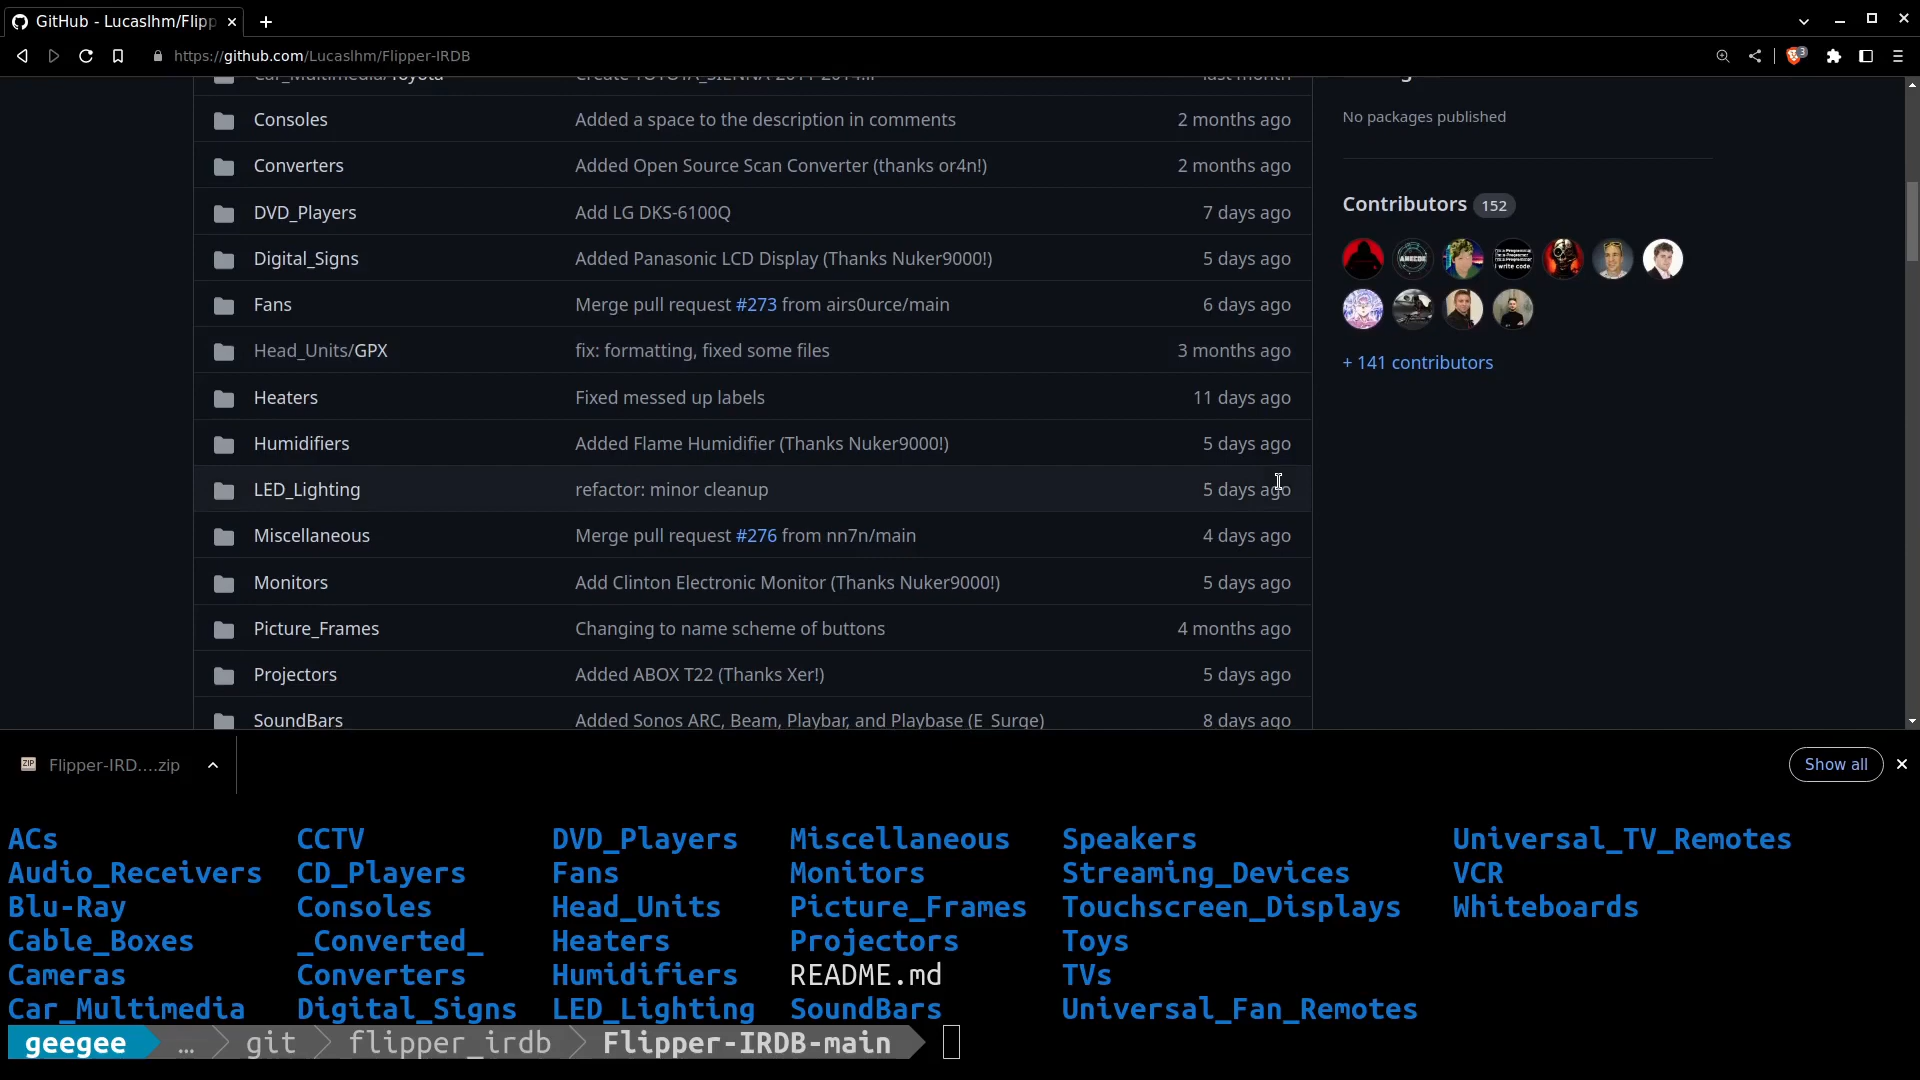 GitHub - Lucaslhm/Flipp
https://github.com/Lucaslhm/Flipper-IRDB
3
Car_Multimedia/Toyota Create TOYOTA_SIENNA last month
Consoles Added a space to the description in comments 2 months ago
No packages published
Converters Added Open Source Scan Converter (thanks or4n!) 2 months ago
DVD_Players Add LG DKS-6100Q 7 days ago
Contributors 152
Digital_Signs Added Panasonic LCD Display (Thanks Nuker9000!) 5 days ago
Fans Merge pull request #273 from airs0urce/main 6 days ago
Head_Units/GPX fix: formatting, fixed some files 3 months ago
+ 141 contributors
Heaters Fixed messed up labels 11 days ago
Humidifiers Added Flame Humidifier (Thanks Nuker9000!) 5 days ago
LED_Lighting refactor: minor cleanup 5 days ago
Miscellaneous Merge pull request #276 from nn7n/main 4 days ago
Monitors Add Clinton Electronic Monitor (Thanks Nuker9000!) 5 days ago
Picture_Frames Changing to name scheme of buttons 4 months ago
Projectors Added ABOX T22 (Thanks Xer!) 5 days ago
SoundBars Added Sonos ARC, Beam, Playbar, and Playbase (E_Surge) 8 days ago
ZIP Flipper-IRD....zip Show all
ACs CCTV DVD_Players Miscellaneous Speakers Universal_TV_Remotes
Audio_Receivers CD_Players Fans Monitors Streaming_Devices VCR
Blu-Ray Consoles Head_Units Picture_Frames Touchscreen_Displays Whiteboards
Cable_Boxes _Converted_ Heaters Projectors Toys
Cameras Converters Humidifiers README.md TVs
Car_Multimedia Digital_Signs LED_Lighting SoundBars Universal_Fan_Remotes
geegee … git flipper_irdb Flipper-IRDB-main